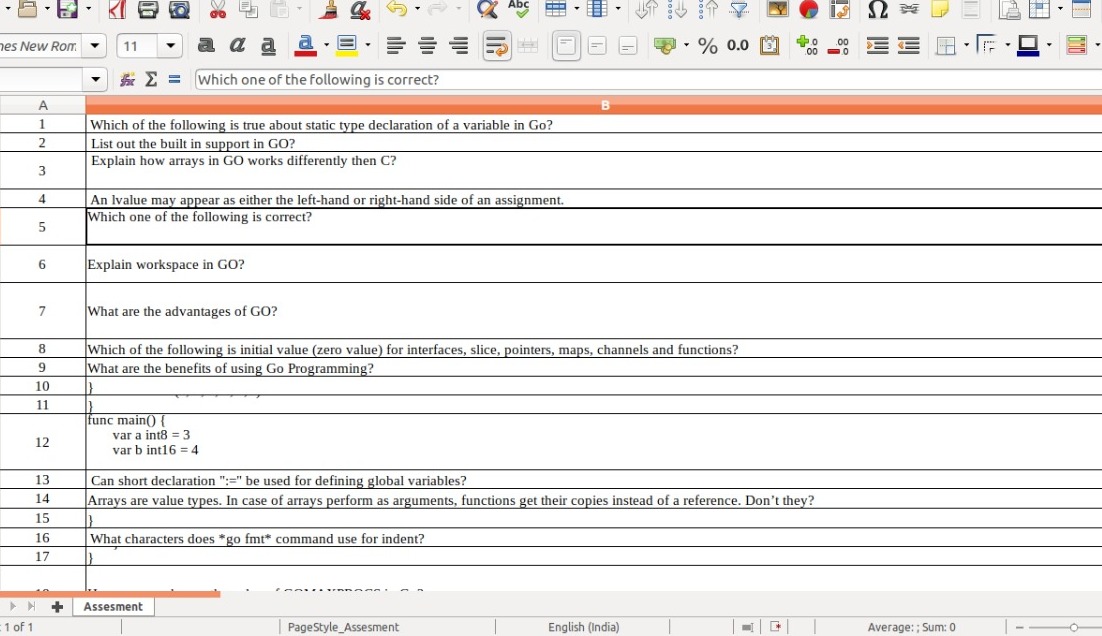 nes New Rom 11 a a a a % 0.0
Abc
Σ = Which one of the following is correct?
A B
1 Which of the following is true about static type declaration of a variable in Go?
2 List out the built in support in GO?
3 Explain how arrays in GO works differently then C?
4 An lvalue may appear as either the left-hand or right-hand side of an assignment.
5 Which one of the following is correct?
6 Explain workspace in GO?
7 What are the advantages of GO?
8 Which of the following is initial value (zero value) for interfaces, slice, pointers, maps, channels and functions?
9 What are the benefits of using Go Programming?
10 }
11 }
12 func main() {
var a int8 = 3
var b int16 = 4
13 Can short declaration ":=" be used for defining global variables?
14 Arrays are value types. In case of arrays perform as arguments, functions get their copies instead of a reference. Don’t they?
15 }
16 What characters does *go fmt* command use for indent?
17 }
Assesment
1 of 1 PageStyle_Assesment English (India) Average: ; Sum: 0